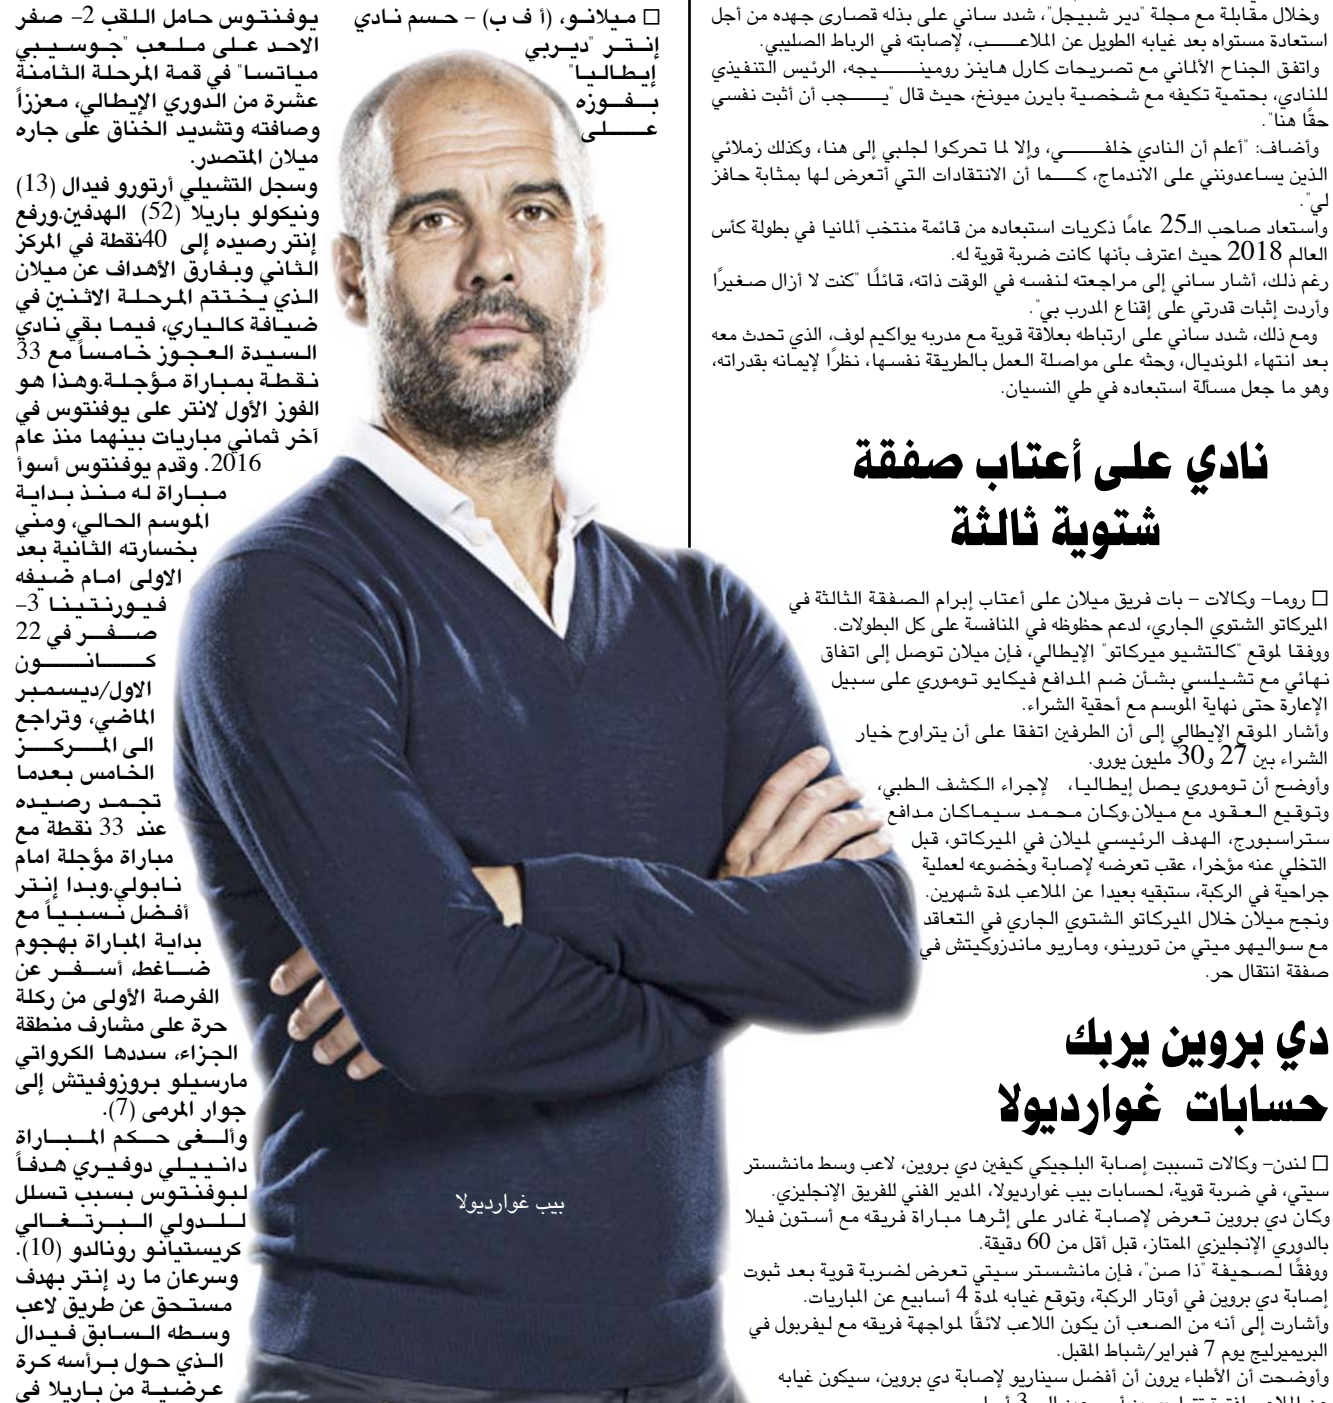 وخلال مقابلة مع مجلة "دير شبيجل"، شدد ساني على بذله قصارى جهده من أجل
استعادة مستواه بعد غيابه الطويل عن الملاعب، لإصابته في الرباط الصليبي.
واتفق الجناح الألماني مع تصريحات كارل هاينز رومينيجه، الرئيس التنفيذي
للنادي، بحتمية تكيفه مع شخصية بايرن ميونخ، حيث قال "يجب أن أثبت نفسي
حقًا هنا".
وأضاف: "أعلم أن النادي خلفي، وإلا لما تحركوا لجلبي إلى هنا، وكذلك زملائي
الذين يساعدونني على الاندماج، كما أن الانتقادات التي أتعرض لها بمثابة حافز
لي".
واستعاد صاحب الـ25 عامًا ذكريات استبعاده من قائمة منتخب ألمانيا في بطولة كأس
العالم 2018 حيث اعترف بأنها كانت ضربة قوية له.
رغم ذلك، أشار ساني إلى مراجعته لنفسه في الوقت ذاته، قائلًا "كنت لا أزال صغيرًا
وأردت إثبات قدرتي على إقناع المدرب بي".
ومع ذلك، شدد ساني على ارتباطه بعلاقة قوية مع مدربه يواكيم لوف، الذي تحدث معه
بعد انتهاء المونديال، وحثه على مواصلة العمل بالطريقة نفسها، نظرًا لإيمانه بقدراته،
وهو ما جعل مسألة استبعاده في طي النسيان.
نادي على أعتاب صفقة
شتوية ثالثة
□ روما- وكالات - بات فريق ميلان على أعتاب إبرام الصفقة الثالثة في
الميركاتو الشتوي الجاري، لدعم حظوظه في المنافسة على كل البطولات.
ووفقا لموقع "كالتشيو ميركاتو" الإيطالي، فإن ميلان توصل إلى اتفاق
نهائي مع تشيلسي بشأن ضم المدافع فيكايو توموري على سبيل
الإعارة حتى نهاية الموسم مع أحقية الشراء.
وأشار الموقع الإيطالي إلى أن الطرفين اتفقا على أن يتراوح خيار
الشراء بين 27 و30 مليون يورو.
وأوضح أن توموري يصل إيطاليا، لإجراء الكشف الطبي،
وتوقيع العقود مع ميلان.وكان محمد سيماكان مدافع
ستراسبورج، الهدف الرئيسي لميلان في الميركاتو، قبل
التخلي عنه مؤخرا، عقب تعرضه لإصابة وخضوعه لعملية
جراحية في الركبة، ستبقيه بعيدا عن الملاعب لمدة شهرين.
ونجح ميلان خلال الميركاتو الشتوي الجاري في التعاقد
مع سواليهو ميتي من تورينو، وماريو ماندزوكيتش في
صفقة انتقال حر.
دي بروين يربك
حسابات غوارديولا
□ لندن- وكالات تسببت إصابة البلجيكي كيفين دي بروين، لاعب وسط مانشستر
سيتي، في ضربة قوية، لحسابات بيب غوارديولا، المدير الفني للفريق الإنجليزي.
وكان دي بروين تعرض لإصابة غادر على إثرها مباراة فريقه مع أستون فيلا
بالدوري الإنجليزي الممتاز، قبل أقل من 60 دقيقة.
ووفقًا لصحيفة "ذا صن"، فإن مانشستر سيتي تعرض لضربة قوية بعد ثبوت
إصابة دي بروين في أوتار الركبة، وتوقع غيابه لمدة 4 أسابيع عن المباريات.
وأشارت إلى أنه من الصعب أن يكون اللاعب لائقًا لمواجهة فريقه مع ليفربول في
البريميرليج يوم 7 فبراير/شباط المقبل.
وأوضحت أن الأطباء يرون أن أفضل سيناريو لإصابة دي بروين، سيكون غيابه
□ ميلانو، (أ ف ب) - حسم نادي
إنتر "ديربي
إيطاليا"
بفوزه
على
يوفنتوس حامل اللقب 2- صفر
الاحد على ملعب "جوسيبي
مياتسا" في قمة المرحلة الثامنة
عشرة من الدوري الإيطالي، معززاً
وصافته وتشديد الخناق على جاره
ميلان المتصدر.
وسجل التشيلي أرتورو فيدال (13)
ونيكولو باريلا (52) الهدفين.ورفع
إنتر رصيده إلى 40نقطة في المركز
الثاني وبفارق الأهداف عن ميلان
الذي يختتم المرحلة الاثنين في
ضيافة كالياري، فيما بقي نادي
السيدة العجوز خامساً مع 33
نقطة بمباراة مؤجلة.وهذا هو
الفوز الأول لانتر على يوفنتوس في
آخر ثماني مباريات بينهما منذ عام
2016. وقدم يوفنتوس أسوأ
مباراة له منذ بداية
الموسم الحالي، ومني
بخسارته الثانية بعد
الاولى امام ضيفه
فيورنتينا 3-
صفر في 22
كانون
الاول/ديسمبر
الماضي، وتراجع
الى المركز
الخامس بعدما
تجمد رصيده
عند 33 نقطة مع
مباراة مؤجلة امام
نابولي.وبدا إنتر
أفضل نسبياً مع
بداية المباراة بهجوم
ضاغط، أسفر عن
الفرصة الأولى من ركلة
حرة على مشارف منطقة
الجزاء، سددها الكرواتي
مارسيلو بروزوفيتش إلى
جوار المرمى (7).
وألغى حكم المباراة
دانييلي دوفيري هدفاً
لبوفنتوس بسبب تسلل
للدولي البرتغالي
كريستيانو رونالدو (10).
وسرعان ما رد إنتر بهدف
مستحق عن طريق لاعب
وسطه السابق فيدال
الذي حول برأسه كرة
عرضية من باريلا في
بيب غوارديولا